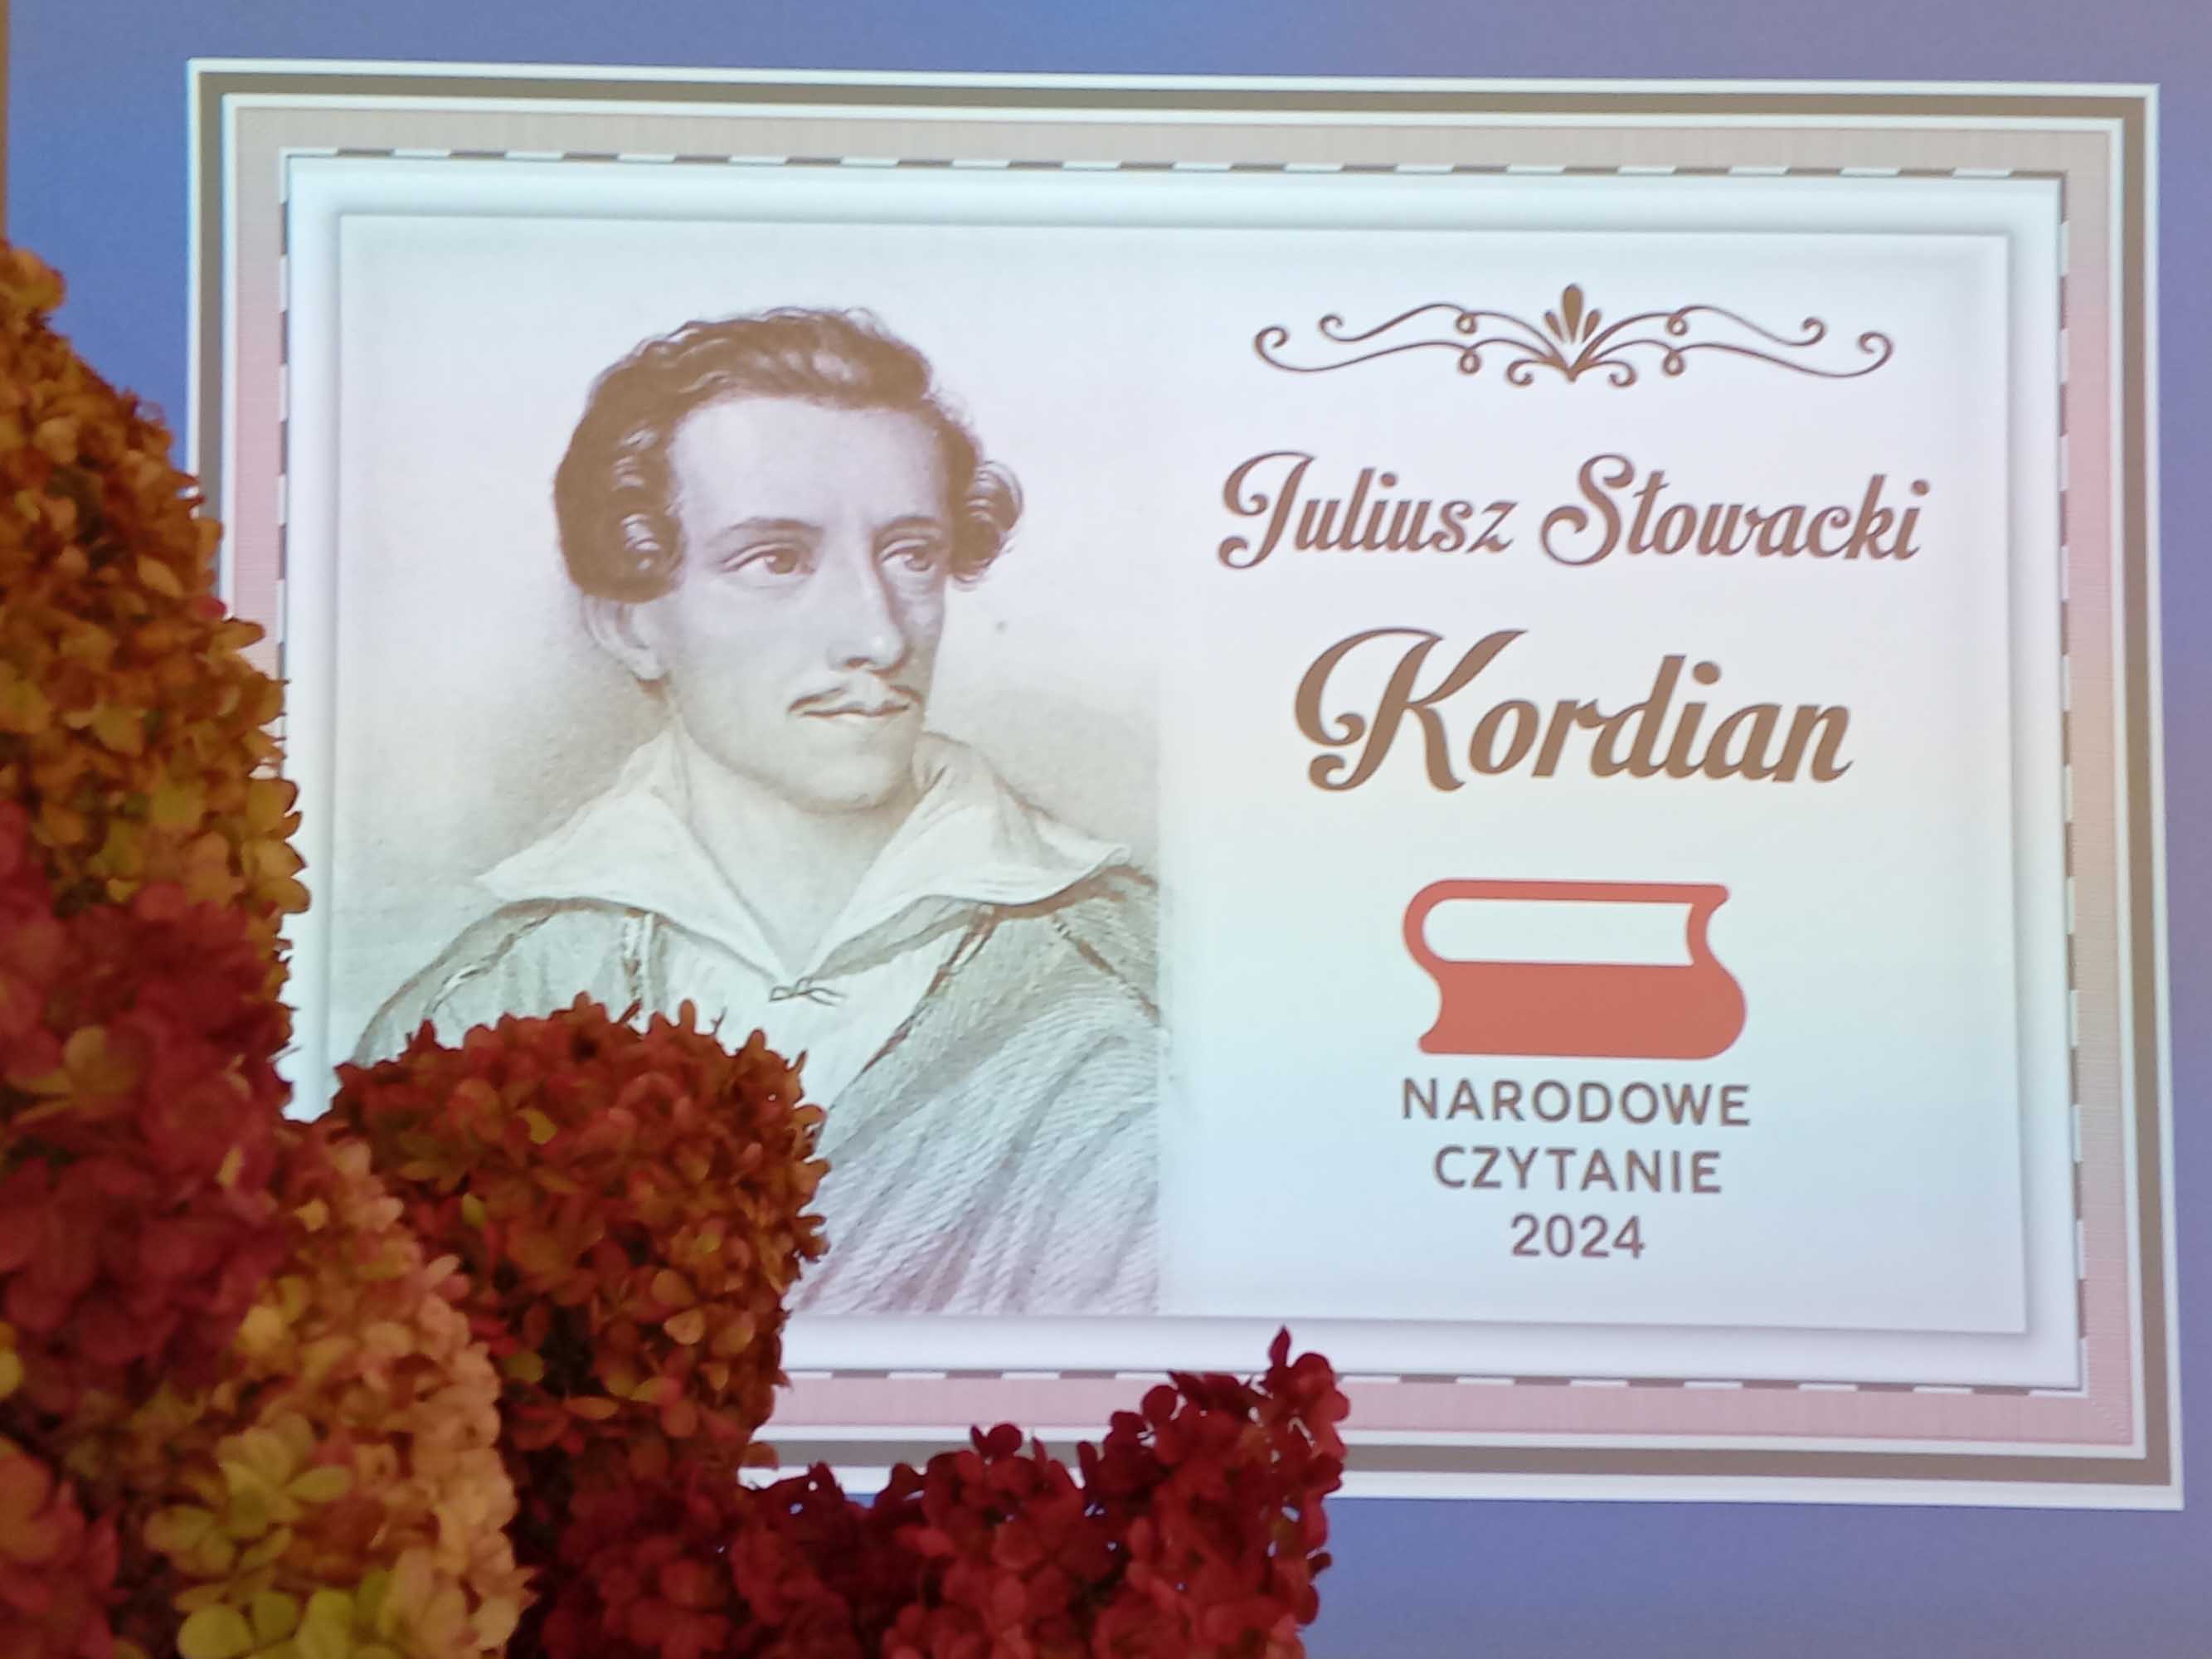 Juliusz Słowacki
Kordian
NARODOWE
CZYTANIE
2024